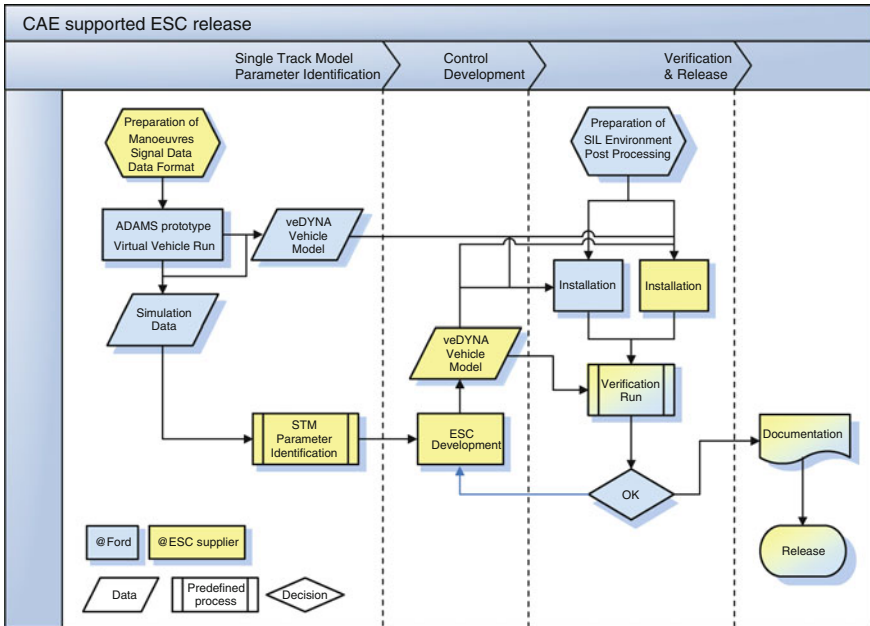 CAE supported ESC release
Single Track Model
Parameter Identification
Control
Development
Verification
& Release
Preparation of
Manoeuvres
Signal Data
Data Format
Preparation of
SIL Environment
Post Processing
ADAMS prototype
Virtual Vehicle Run
veDYNA
Vehicle
Model
Installation
Installation
Simulation
Data
veDYNA
Vehicle
Model
Verification
Run
STM
Parameter
Identification
ESC
Development
Documentation
OK
Release
@Ford
@ESC supplier
Data
Predefined
process
Decision